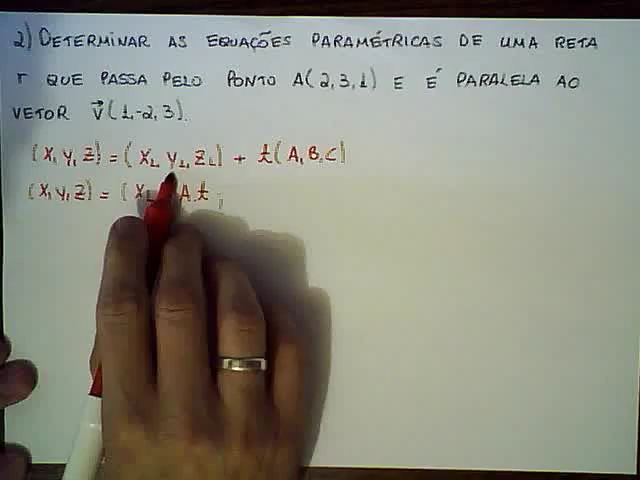 2) DETERMINAR AS EQUAÇÕES PARAMÉTRICAS DE UMA RETA
r QUE PASSA PELO PONTO A(2,3,1) E É PARALELA AO
VETOR V⃗(1,-2,3).
(X,Y,Z) = (X₁,Y₁,Z₁) + t(A,B,C)
(X,Y,Z) = (X₁ A.t ;